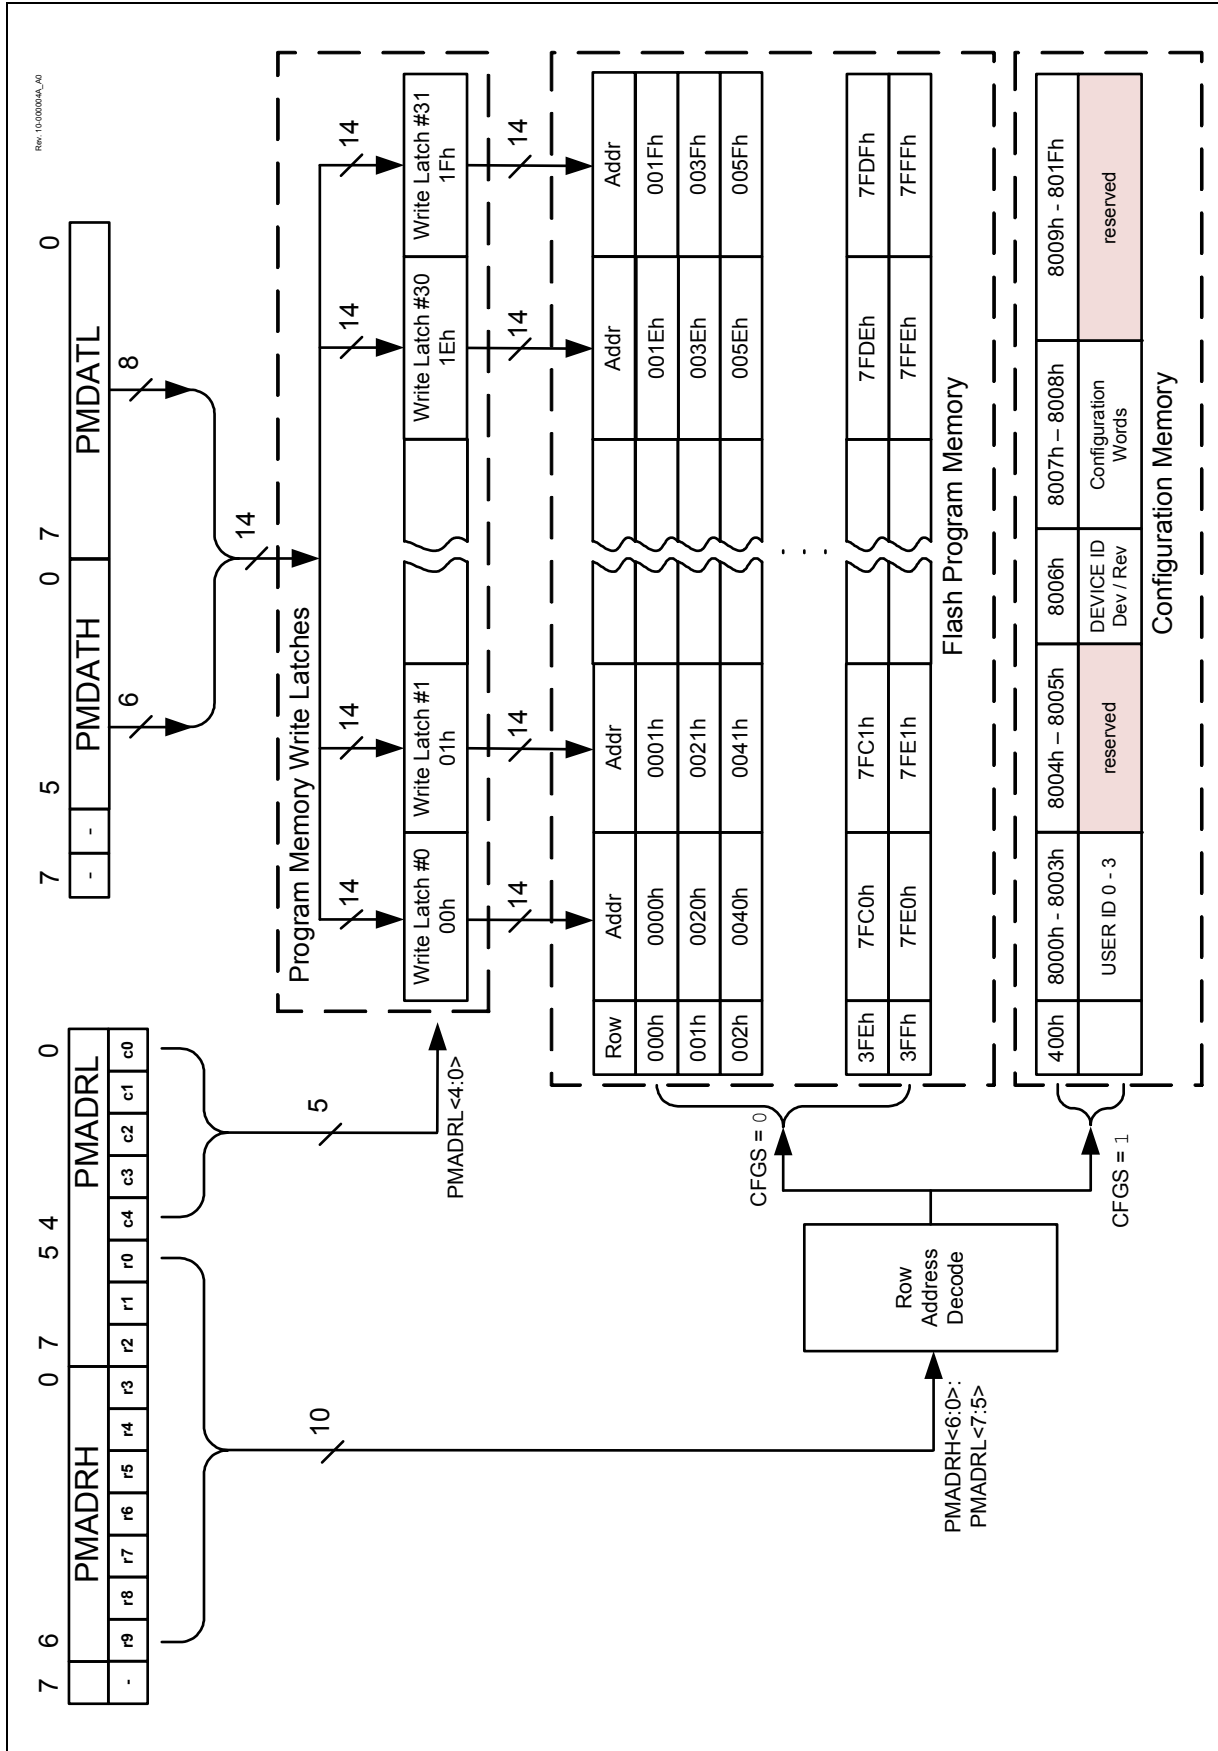 Rev. 10-000004A_A0
7 6 0 7 5 4 0
PMADRH PMADRL
- r9 r8 r7 r6 r5 r4 r3 r2 r1 r0 c4 c3 c2 c1 c0
7 5 0 7 0
PMDATH PMDATL
- -
6 8
14
10
5
PMADRL<4:0>
Program Memory Write Latches
14 14 14 14
Write Latch #0 Write Latch #1 Write Latch #30 Write Latch #31
00h 01h 1Eh 1Fh
14 14 14 14
PMADRH<6:0>:
PMADRL<7:5>
Row
Address
Decode
CFGS = 0
CFGS = 1
Row Addr Addr Addr Addr
000h 0000h 0001h 001Eh 001Fh
001h 0020h 0021h 003Eh 003Fh
002h 0040h 0041h 005Eh 005Fh
. . .
3FEh 7FC0h 7FC1h 7FDEh 7FDFh
3FFh 7FE0h 7FE1h 7FFEh 7FFFh
Flash Program Memory
400h 8000h - 8003h 8004h – 8005h 8006h 8007h – 8008h 8009h - 801Fh
USER ID 0 - 3 reserved DEVICE ID Configuration reserved
Dev / Rev Words
Configuration Memory